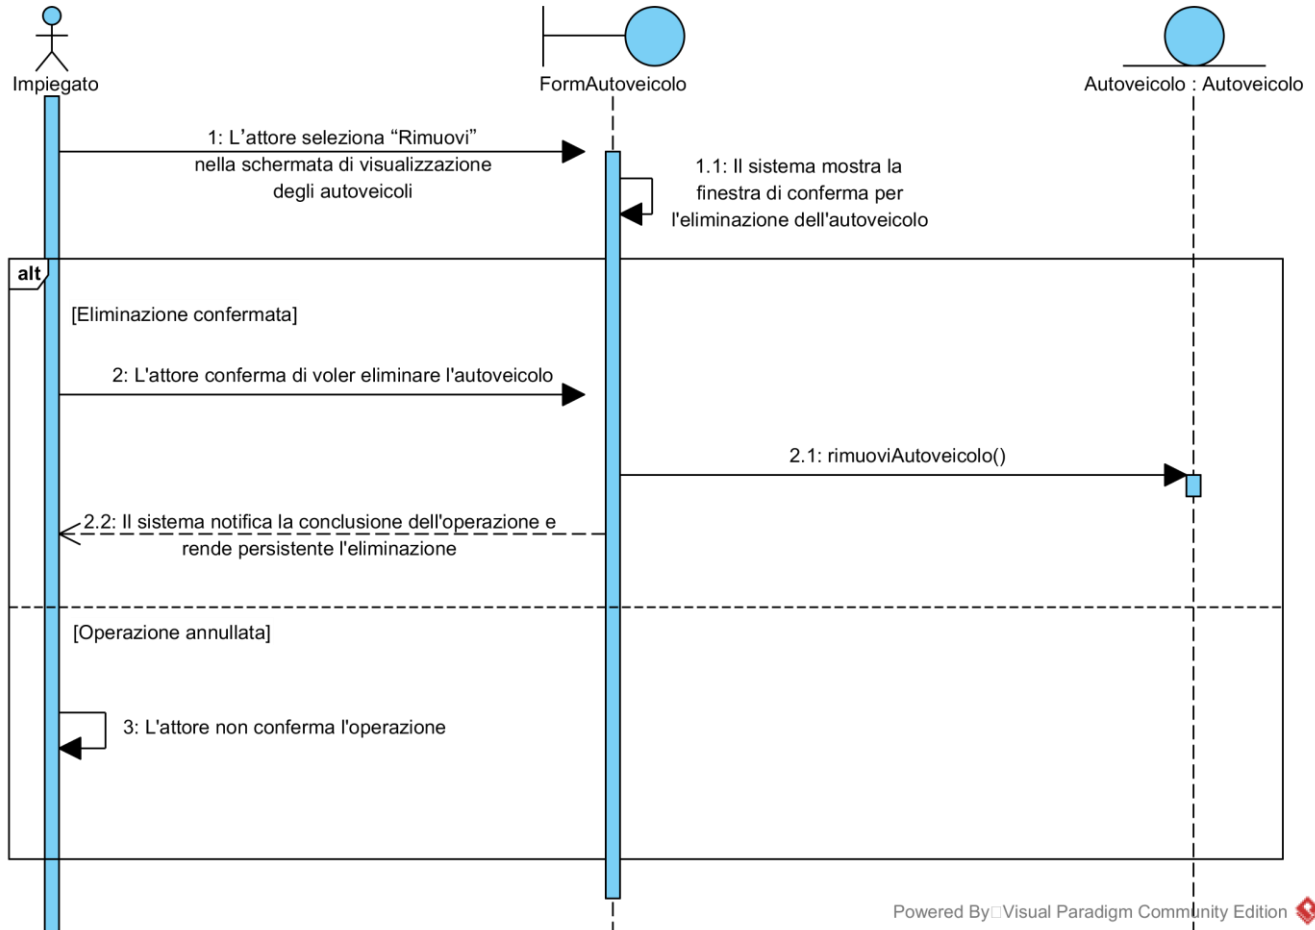 Impiegato
FormAutoveicolo
Autoveicolo : Autoveicolo
1: L'attore seleziona “Rimuovi”
nella schermata di visualizzazione
degli autoveicoli
1.1: Il sistema mostra la
finestra di conferma per
l'eliminazione dell'autoveicolo
alt
[Eliminazione confermata]
2: L'attore conferma di voler eliminare l'autoveicolo
2.1: rimuoviAutoveicolo()
2.2: Il sistema notifica la conclusione dell'operazione e
rende persistente l'eliminazione
[Operazione annullata]
3: L'attore non conferma l'operazione
Powered By Visual Paradigm Community Edition